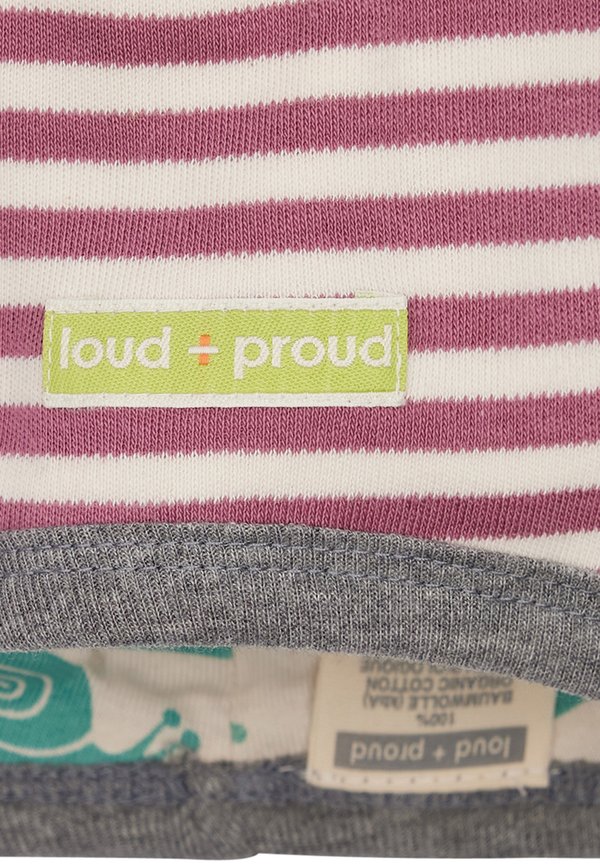 loud + proud
loud + proud
100%
BAUMWOLLE (kbA)
ORGANIC COTTON